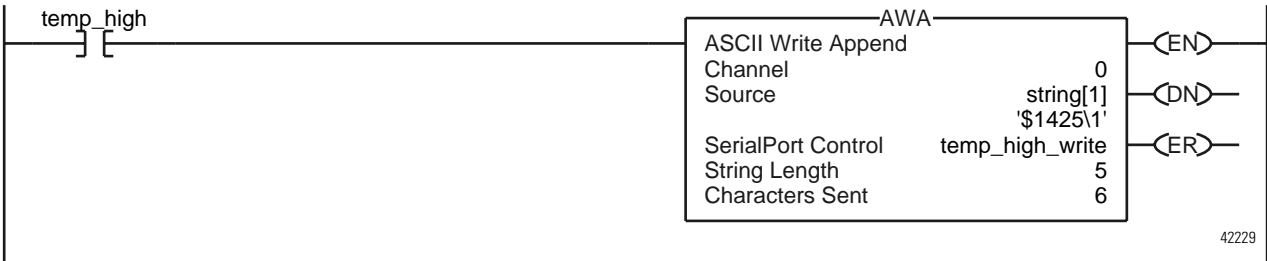 temp_high
AWA
ASCII Write Append
Channel 0
Source string[1]
'$1425\1'
SerialPort Control temp_high_write
String Length 5
Characters Sent 6
EN
DN
ER
42229